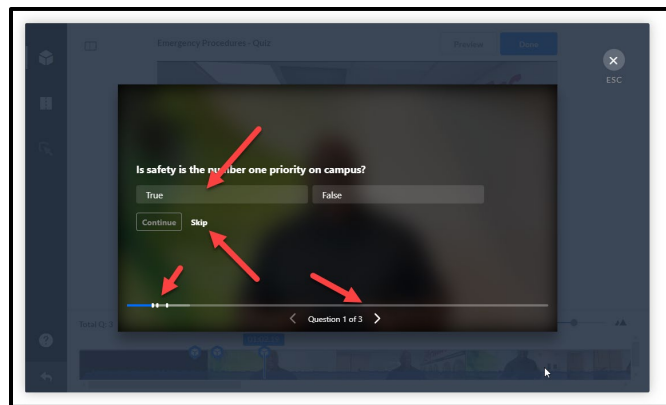 Emergency Procedures - Quiz
Preview
Done
ESC
Is safety is the number one priority on campus?
True
False
Continue
Skip
Question 1 of 3